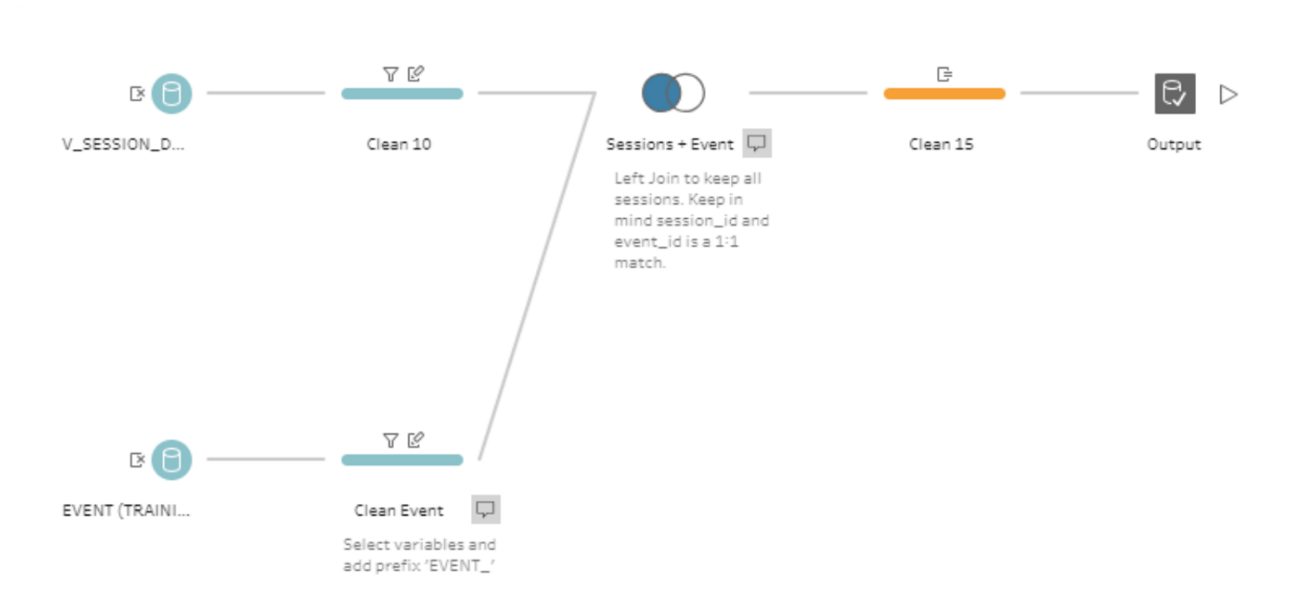 V_SESSION_D...
Clean 10
Sessions + Event
Left Join to keep all
sessions. Keep in
mind session_id and
event_id is a 1:1
match.
Clean 15
Output
EVENT (TRAINI...
Clean Event
Select variables and
add prefix 'EVENT_'